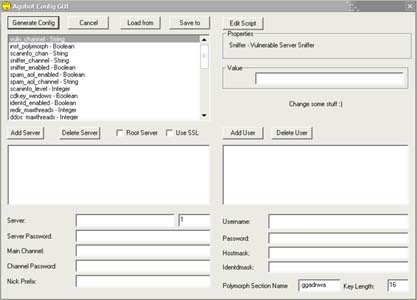 Agobot Config GUI
Generate Config
Cancel
Load from
Save to
Edit Script
vuln_channel - String
inst_polymorph - Boolean
scaninfo_chan - String
sniffer_channel - String
sniffer_enabled - Boolean
spam_aol_enabled - Boolean
spam_aol_channel - String
scaninfo_level - Integer
cdkey_windows - Boolean
identd_enabled - Boolean
redir_maxthreads - Integer
ddos_maxthreads - Integer
Properties
Sniffer - Vulnerable Server Sniffer
Value
Change some stuff :)
Add Server
Delete Server
Root Server
Use SSL
Add User
Delete User
Server:
1
Server Password:
Main Channel:
Channel Password:
Nick Prefix:
Username:
Password:
Hostmask:
Identdmask:
Polymorph Section Name
ggadnwa
Key Length:
16